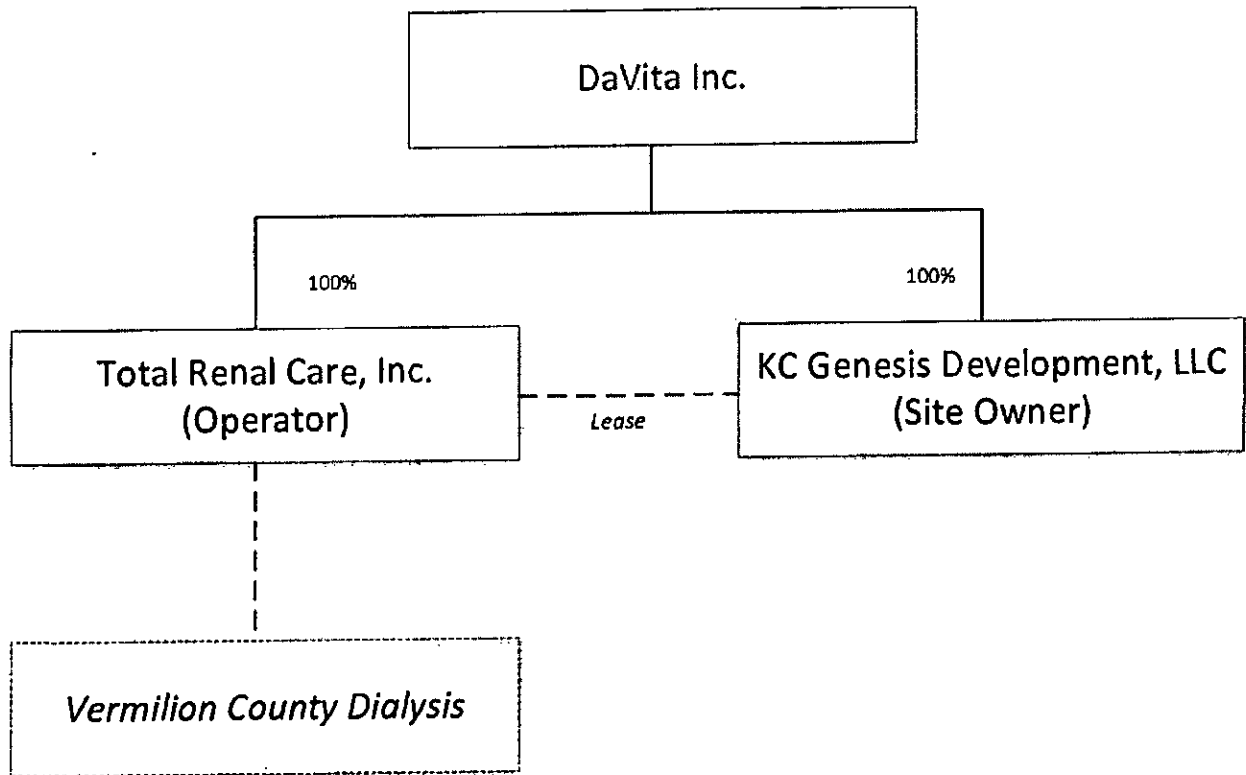 DaVita Inc.
100%
100%
Total Renal Care, Inc.
(Operator)
Lease
KC Genesis Development, LLC
(Site Owner)
Vermilion County Dialysis